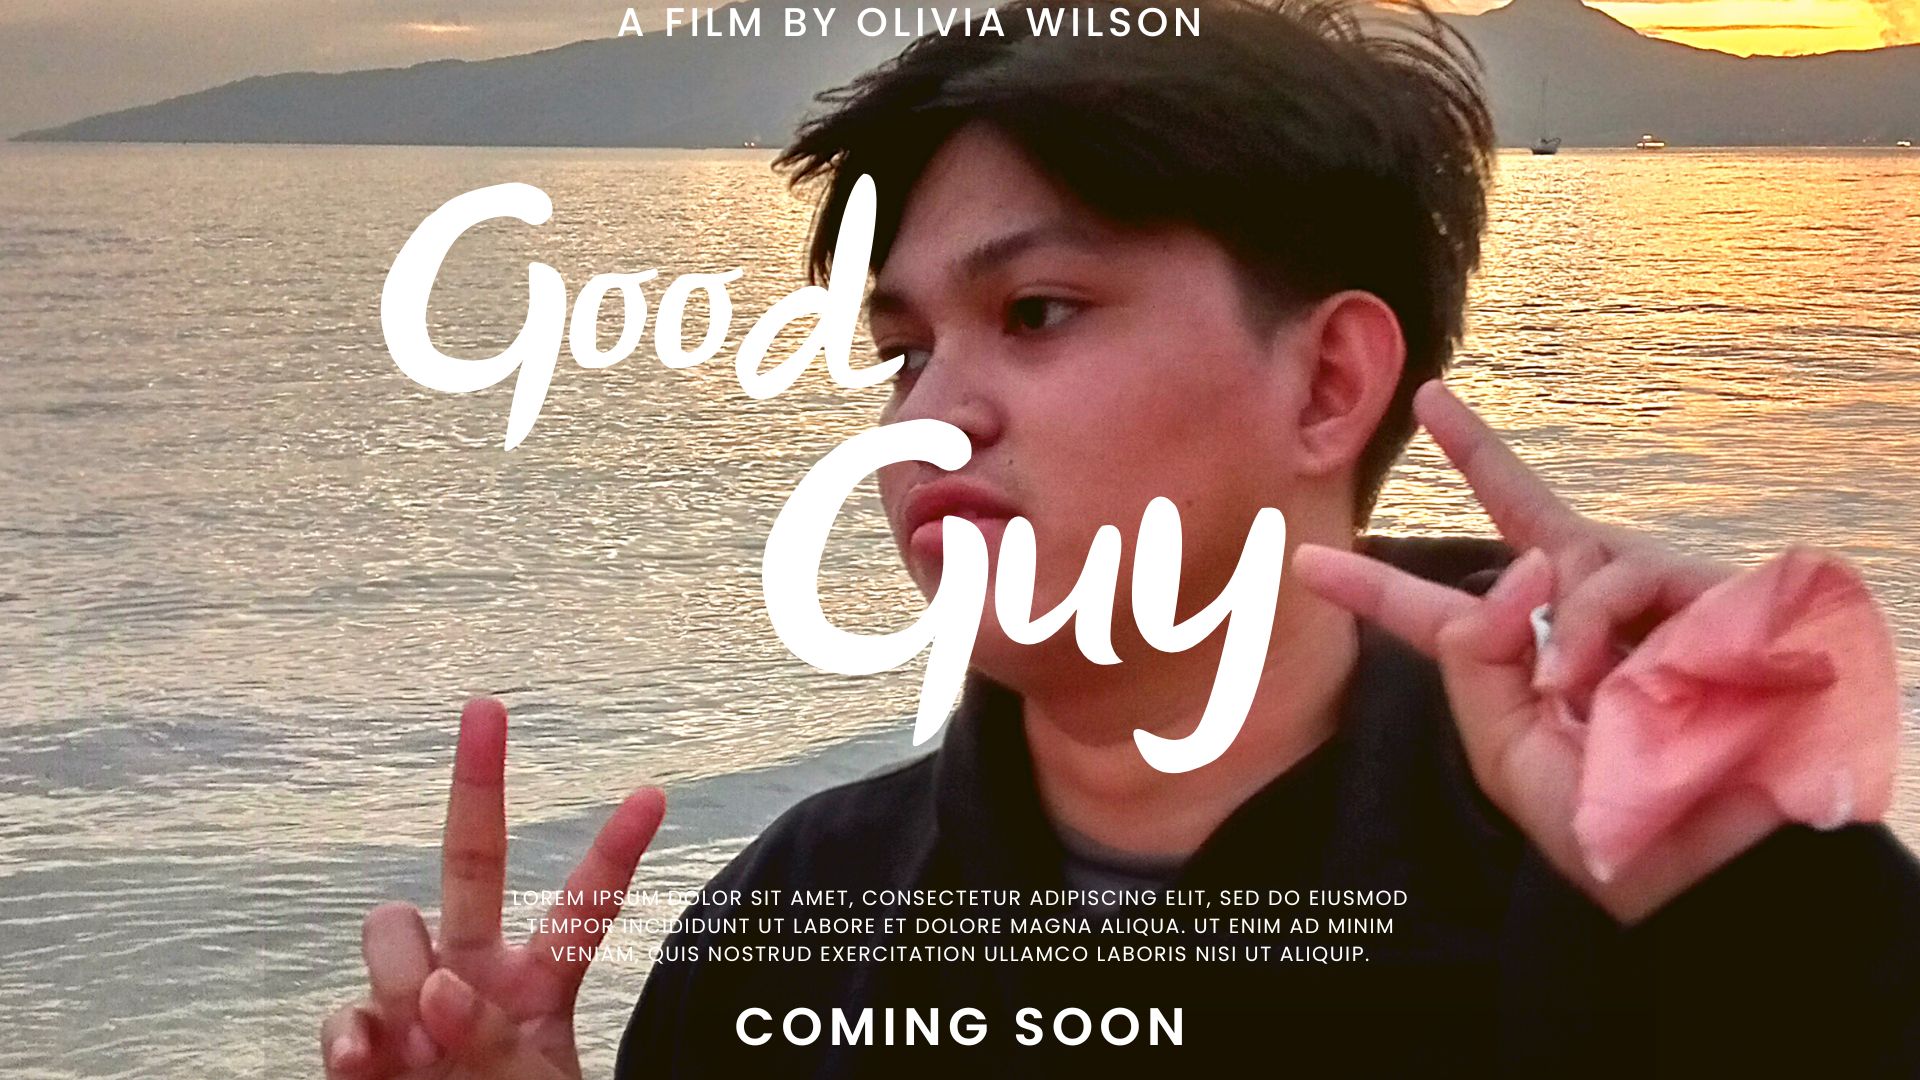 A FILM BY OLIVIA WILSON
Good
Guy
LOREM IPSUM DOLOR SIT AMET, CONSECTETUR ADIPISCING ELIT, SED DO EIUSMOD
TEMPOR INCIDIDUNT UT LABORE ET DOLORE MAGNA ALIQUA. UT ENIM AD MINIM
VENIAM, QUIS NOSTRUD EXERCITATION ULLAMCO LABORIS NISI UT ALIQUIP.
COMING SOON